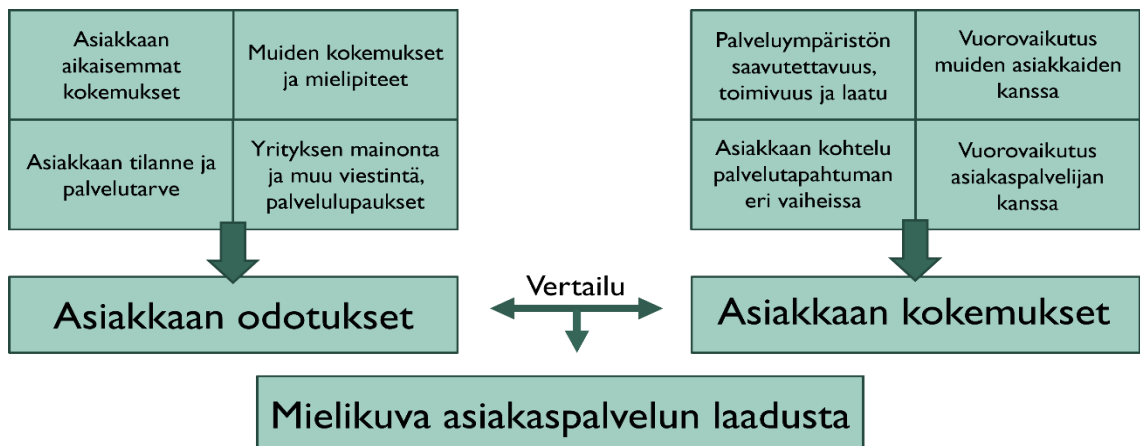 Asiakkaan
aikaisemmat
kokemukset
Muiden kokemukset
ja mielipiteet
Asiakkaan tilanne ja
palvelutarve
Yrityksen mainonta
ja muu viestintä,
palvelulupaukset
Asiakkaan odotukset
Palveluympäristön
saavutettavuus,
toimivuus ja laatu
Vuorovaikutus
muiden asiakkaiden
kanssa
Asiakkaan kohtelu
palvelutapahtuman
eri vaiheissa
Vuorovaikutus
asiakaspalvelijan
kanssa
Asiakkaan kokemukset
Vertailu
Mielikuva asiakaspalvelun laadusta